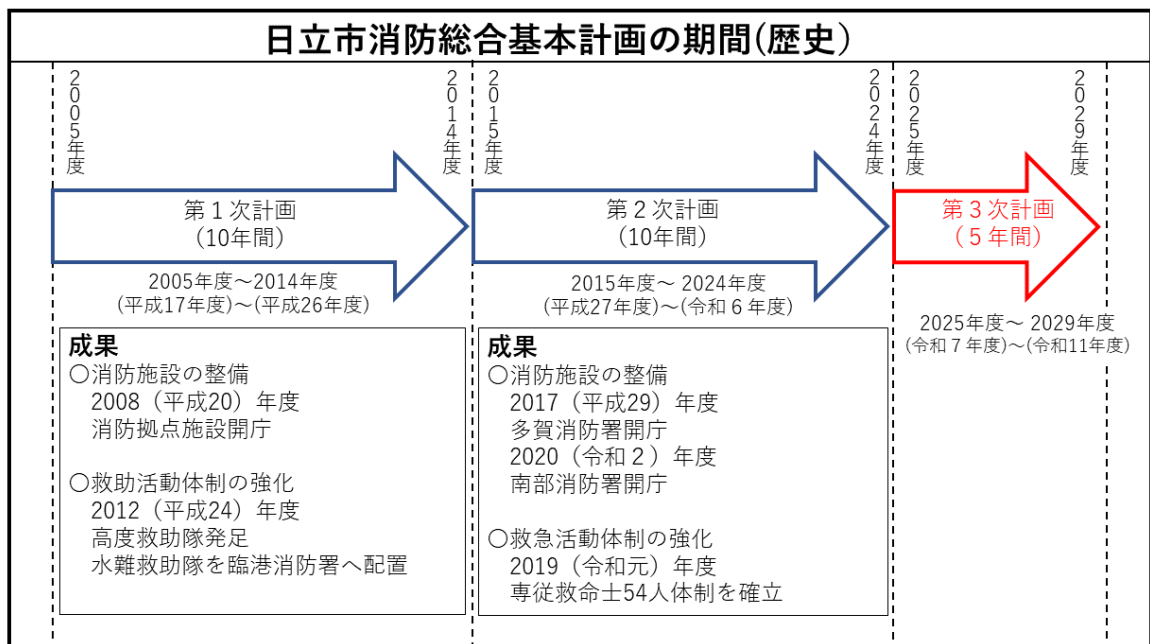 日立市消防総合基本計画の期間(歴史)
2005年度
2014年度
2015年度
2024年度
2025年度
2029年度
第１次計画
(10年間)
第２次計画
(10年間)
第３次計画
(５年間)
2005年度～2014年度
(平成17年度)～(平成26年度)
2015年度～ 2024年度
(平成27年度)～(令和６年度)
2025年度～ 2029年度
(令和７年度)～(令和11年度)
成果
○消防施設の整備
2008（平成20）年度
消防拠点施設開庁
○救助活動体制の強化
2012（平成24）年度
高度救助隊発足
水難救助隊を臨港消防署へ配置
成果
○消防施設の整備
2017（平成29）年度
多賀消防署開庁
2020（令和２）年度
南部消防署開庁
○救急活動体制の強化
2019（令和元）年度
専従救命士54人体制を確立